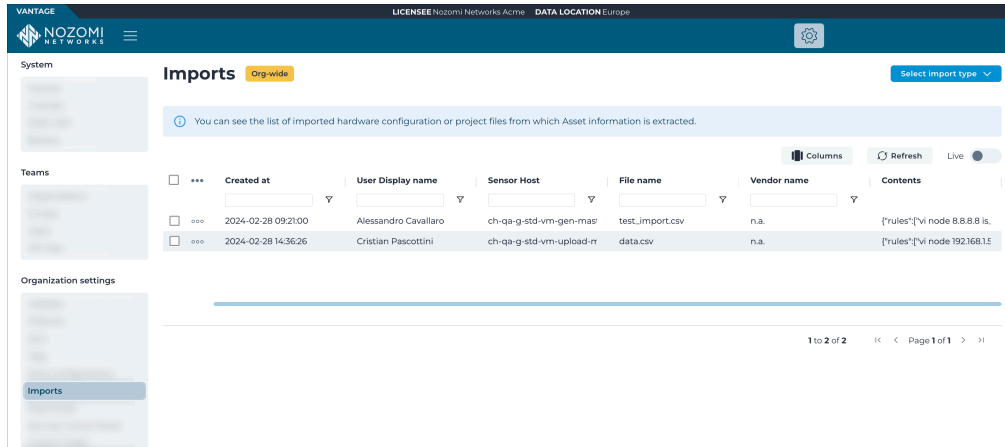 VANTAGE
LICENSEE Nozomi Networks Acme DATA LOCATION Europe
NOZOMI
NETWORKS
System
Imports Org-wide
Select import type
You can see the list of imported hardware configuration or project files from which Asset information is extracted.
Columns Refresh Live
Teams
Created at User Display name Sensor Host File name Vendor name Contents
2024-02-28 09:21:00 Alessandro Cavallaro ch-qa-g-std-vm-gen-mast test_import.csv n.a. {"rules":["vi node 8.8.8.8 is_
2024-02-28 14:36:26 Cristian Pascottini ch-qa-g-std-vm-upload-m data.csv n.a. {"rules":["vi node 192.168.1.5
Organization settings
1 to 2 of 2 Page 1 of 1
Imports